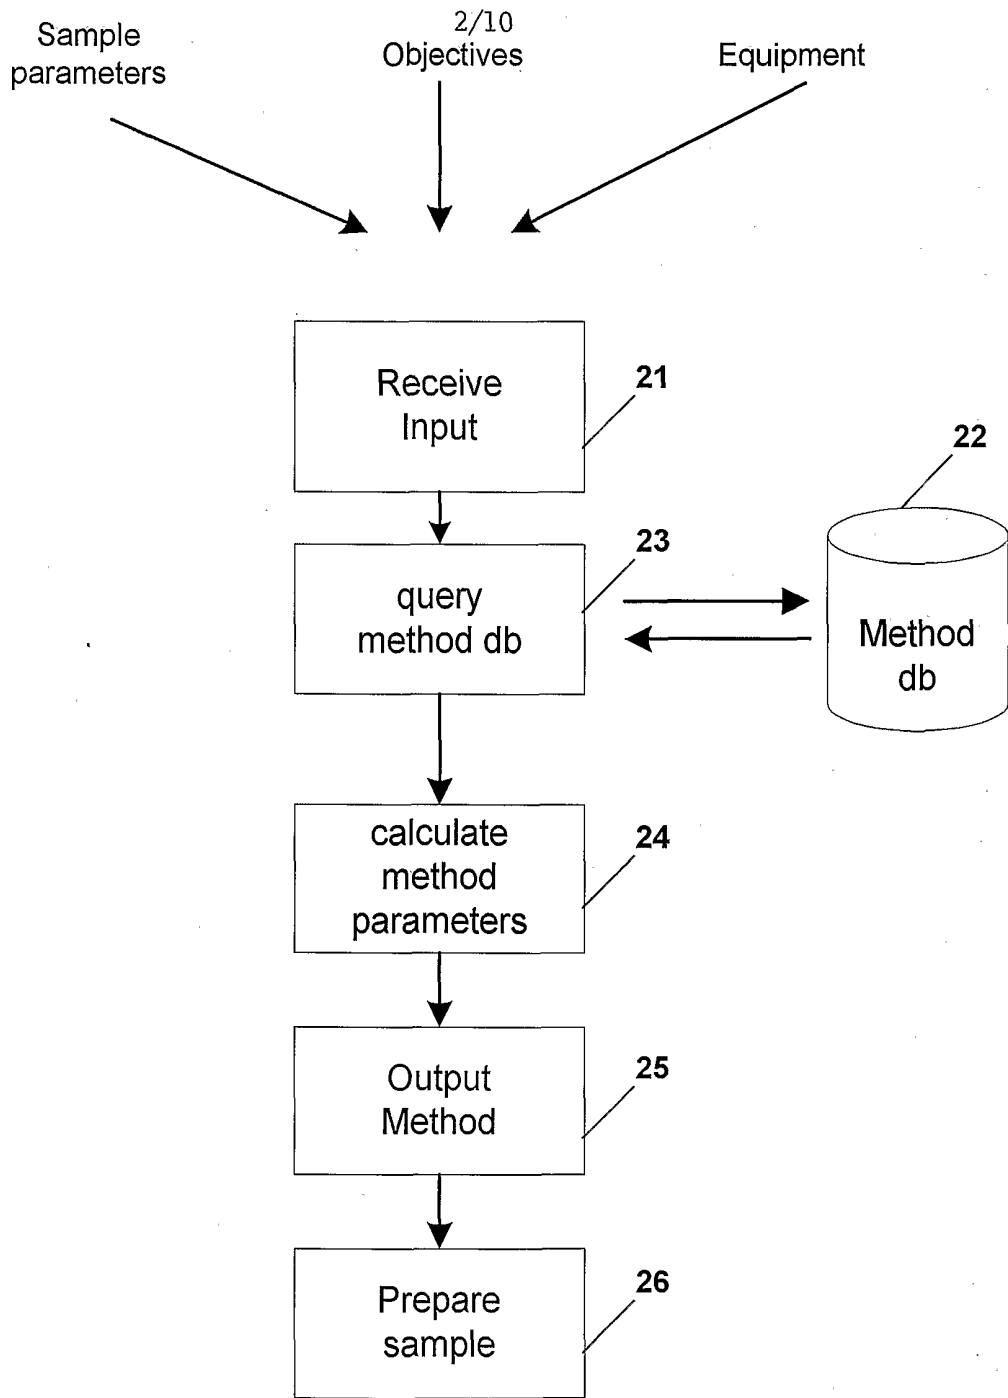 2/10
Sample
parameters
Objectives
Equipment
Receive
Input
21
22
query
method db
23
Method
db
calculate
method
parameters
24
Output
Method
25
Prepare
sample
26